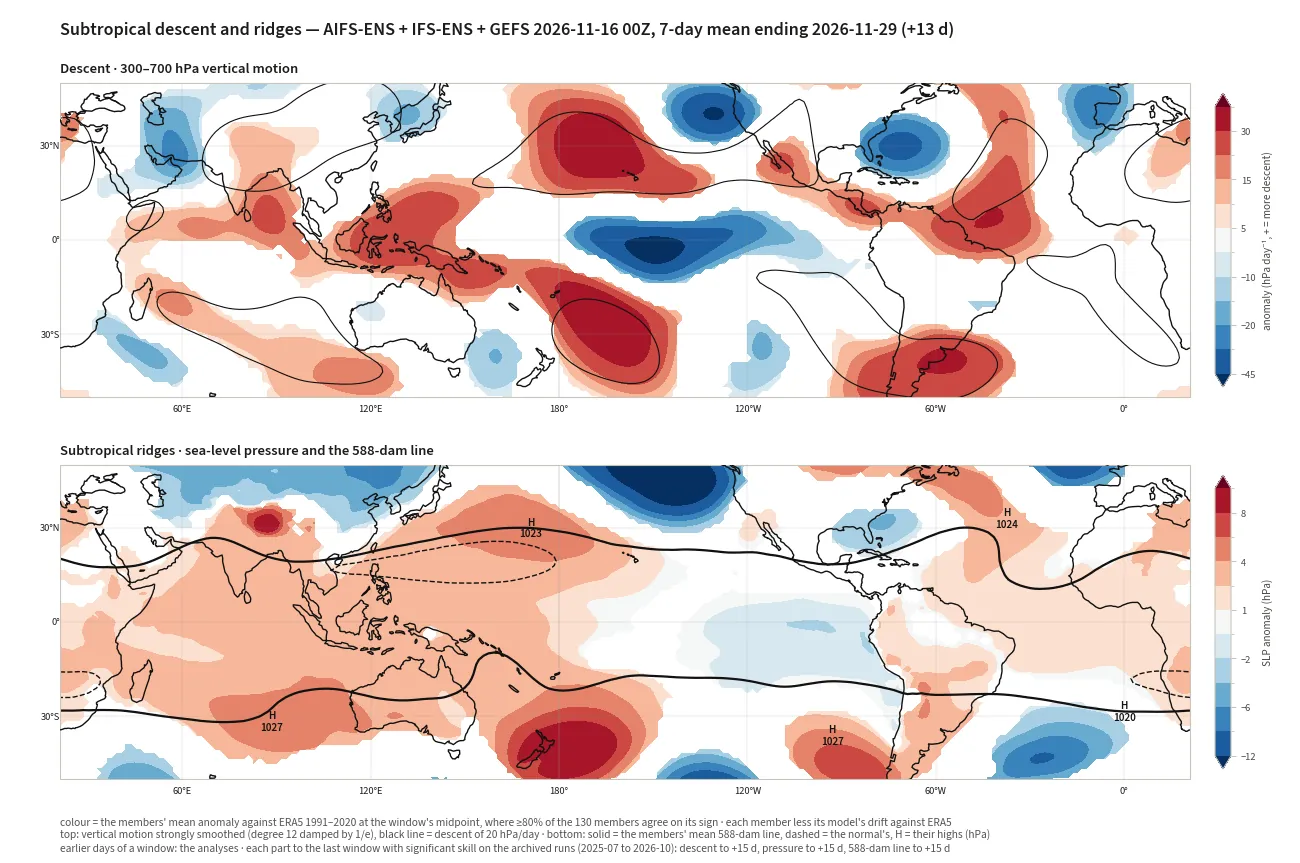 Subtropical descent and ridges — AIFS-ENS + IFS-ENS + GEFS 2026-11-16 00Z, 7-day mean ending 2026-11-29 (+13 d)
Descent · 300–700 hPa vertical motion
30°N
0°
30°S
60°E
120°E
180°
120°W
60°W
0°
30
15
5
−10
−20
−45
anomaly (hPa day⁻¹, + = more descent)
Subtropical ridges · sea-level pressure and the 588-dam line
H
1023
H
1024
H
1027
H
1027
H
1020
30°N
0°
30°S
60°E
120°E
180°
120°W
60°W
0°
8
4
1
−2
−6
−12
SLP anomaly (hPa)
colour = the members' mean anomaly against ERA5 1991–2020 at the window's midpoint, where ≥80% of the 130 members agree on its sign · each member less its model's drift against ERA5
top: vertical motion strongly smoothed (degree 12 damped by 1/e), black line = descent of 20 hPa/day · bottom: solid = the members' mean 588-dam line, dashed = the normal's, H = their highs (hPa)
earlier days of a window: the analyses · each part to the last window with significant skill on the archived runs (2025-07 to 2026-10): descent to +15 d, pressure to +15 d, 588-dam line to +15 d